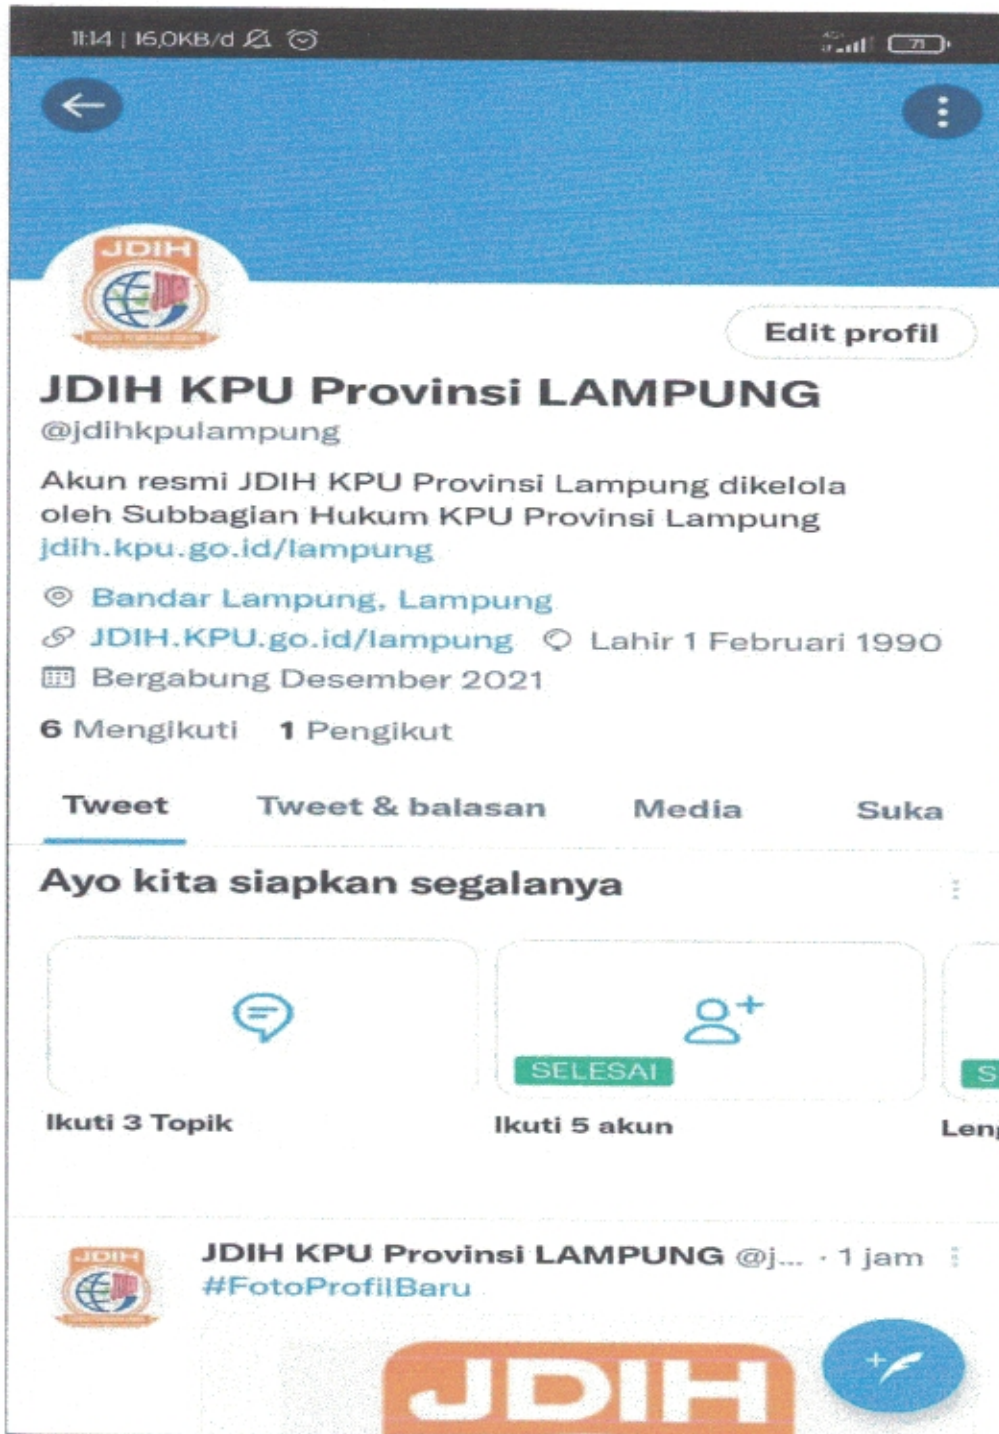 11:14 | 16,0KB/d
71
JDIH
Edit profil
JDIH KPU Provinsi LAMPUNG
@jdihkpulampung
Akun resmi JDIH KPU Provinsi Lampung dikelola
oleh Subbagian Hukum KPU Provinsi Lampung
jdih.kpu.go.id/lampung
Bandar Lampung, Lampung
JDIH.KPU.go.id/lampung Lahir 1 Februari 1990
Bergabung Desember 2021
6 Mengikuti 1 Pengikut
Tweet Tweet & balasan Media Suka
Ayo kita siapkan segalanya
SELESAI S
Ikuti 3 Topik Ikuti 5 akun Leng
JDIH
JDIH KPU Provinsi LAMPUNG @j... · 1 jam
#FotoProfilBaru
JDIH